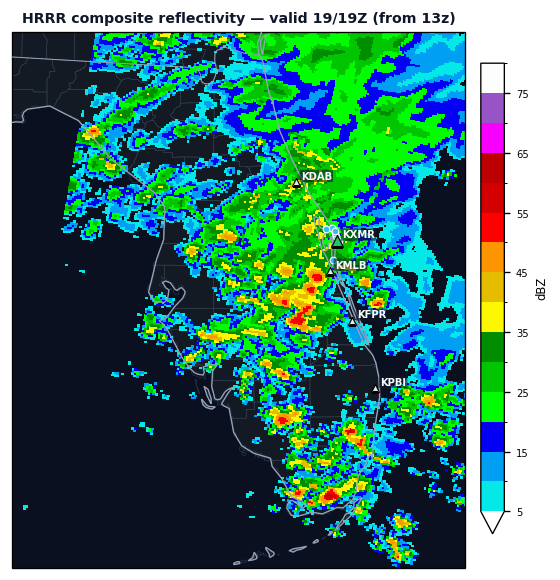 HRRR composite reflectivity — valid 19/19Z (from 13z)
75
65
55
45
35
25
15
5
dBZ
KDAB
KXMR
KMLB
KFPR
KPBI